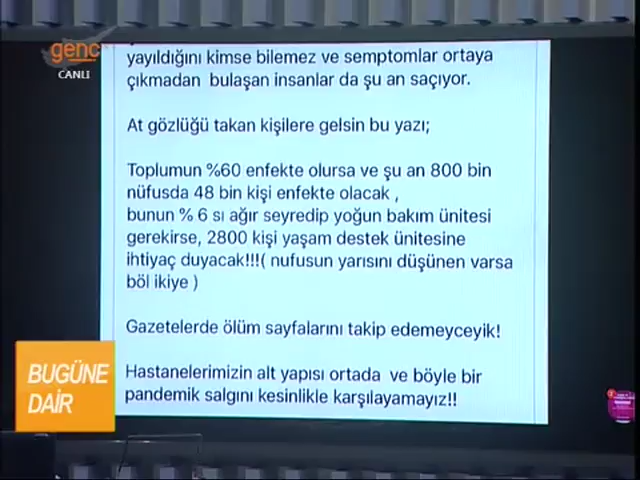 genc
CANLI
yayıldığını kimse bilemez ve semptomlar ortaya
çıkmadan bulaşan insanlar da şu an saçıyor.
At gözlüğü takan kişilere gelsin bu yazı;
Toplumun %60 enfekte olursa ve şu an 800 bin
nüfusda 48 bin kişi enfekte olacak ,
bunun % 6 sı ağır seyredip yoğun bakım ünitesi
gerekirse, 2800 kişi yaşam destek ünitesine
ihtiyaç duyacak!!!( nufusun yarısını düşünen varsa
böl ikiye )
Gazetelerde ölüm sayfalarını takip edemeyceyik!
Hastanelerimizin alt yapısı ortada ve böyle bir
pandemik salgını kesinlikle karşılayamayız!!
BUGÜNE
DAİR